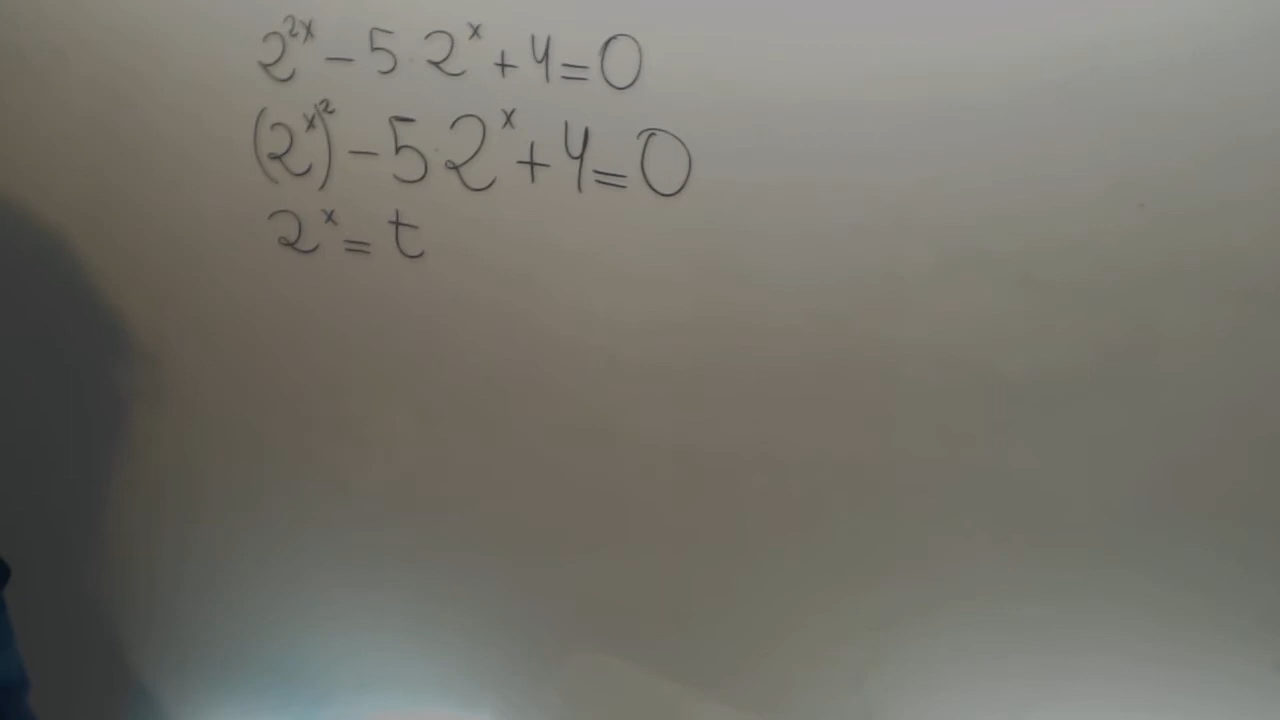 2^{2x} - 5 · 2^x + 4 = 0
(2^x)^2 - 5 · 2^x + 4 = 0
2^x = t